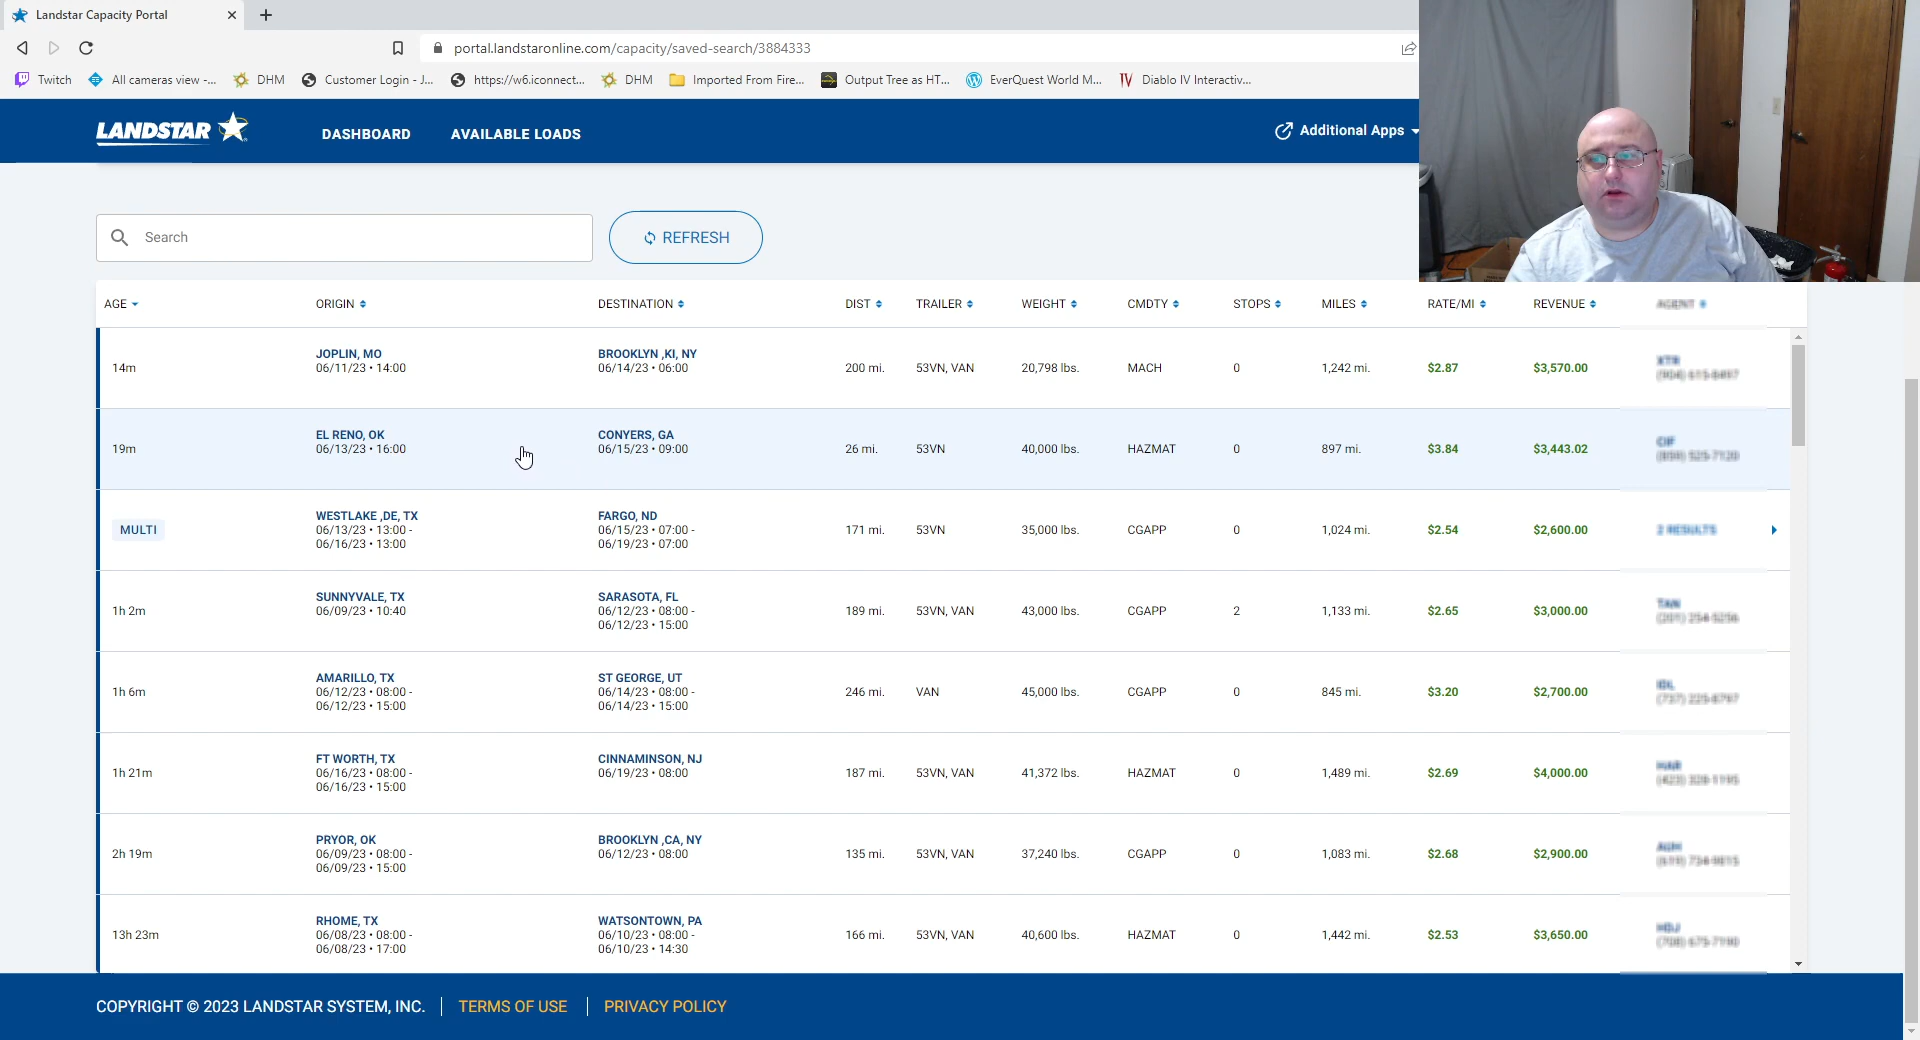 Landstar Capacity Portal
portal.landstaronline.com/capacity/saved-search/3884333
Twitch All cameras view -... DHM Customer Login - J... https://w6.iconnect... DHM Imported From Fire... Output Tree as HT... EverQuest World M... Diablo IV Interactiv...
LANDSTAR DASHBOARD AVAILABLE LOADS Additional Apps
Search REFRESH
AGE ORIGIN DESTINATION DIST TRAILER WEIGHT CMDTY STOPS MILES RATE/MI REVENUE AGENT
JOPLIN, MO BROOKLYN ,KI, NY
14m 06/11/23 • 14:00 06/14/23 • 06:00 200 mi. 53VN, VAN 20,798 lbs. MACH 0 1,242 mi. $2.87 $3,570.00
EL RENO, OK CONYERS, GA
19m 06/13/23 • 16:00 06/15/23 • 09:00 26 mi. 53VN 40,000 lbs. HAZMAT 0 897 mi. $3.84 $3,443.02
WESTLAKE ,DE, TX FARGO, ND
MULTI 06/13/23 • 13:00 - 06/15/23 • 07:00 - 171 mi. 53VN 35,000 lbs. CGAPP 0 1,024 mi. $2.54 $2,600.00 2 RESULTS
06/16/23 • 13:00 06/19/23 • 07:00
SUNNYVALE, TX SARASOTA, FL
1h 2m 06/09/23 • 10:40 06/12/23 • 08:00 - 189 mi. 53VN, VAN 43,000 lbs. CGAPP 2 1,133 mi. $2.65 $3,000.00
06/12/23 • 15:00
AMARILLO, TX ST GEORGE, UT
1h 6m 06/12/23 • 08:00 - 06/14/23 • 08:00 - 246 mi. VAN 45,000 lbs. CGAPP 0 845 mi. $3.20 $2,700.00
06/12/23 • 15:00 06/14/23 • 15:00
FT WORTH, TX CINNAMINSON, NJ
1h 21m 06/16/23 • 08:00 - 06/19/23 • 08:00 187 mi. 53VN, VAN 41,372 lbs. HAZMAT 0 1,489 mi. $2.69 $4,000.00
06/16/23 • 15:00
PRYOR, OK BROOKLYN ,CA, NY
2h 19m 06/09/23 • 08:00 - 06/12/23 • 08:00 135 mi. 53VN, VAN 37,240 lbs. CGAPP 0 1,083 mi. $2.68 $2,900.00
06/09/23 • 15:00
RHOME, TX WATSONTOWN, PA
13h 23m 06/08/23 • 08:00 - 06/10/23 • 08:00 - 166 mi. 53VN, VAN 40,600 lbs. HAZMAT 0 1,442 mi. $2.53 $3,650.00
06/08/23 • 17:00 06/10/23 • 14:30
COPYRIGHT © 2023 LANDSTAR SYSTEM, INC. TERMS OF USE PRIVACY POLICY